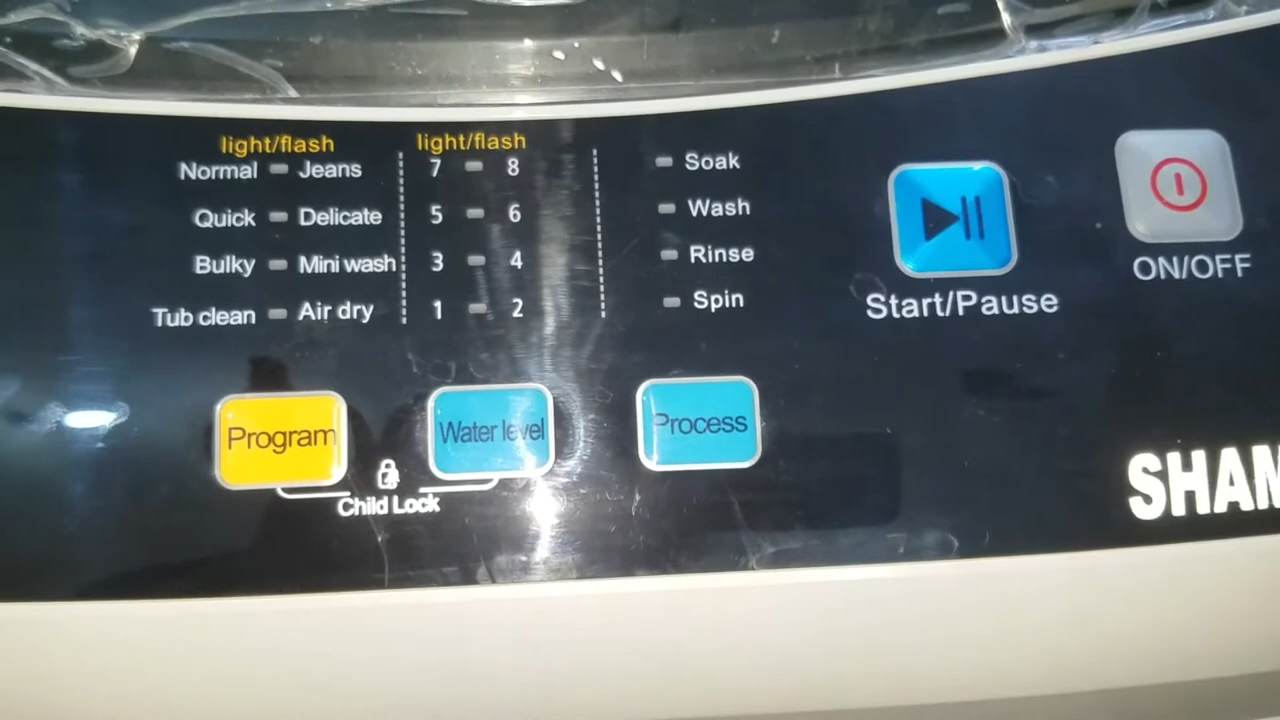 light/flash
Normal Jeans
Quick Delicate
Bulky Mini wash
Tub clean Air dry
light/flash
7 8
5 6
3 4
1 2
Soak
Wash
Rinse
Spin
Start/Pause
ON/OFF
Program
Water level
Process
Child Lock
SHAM